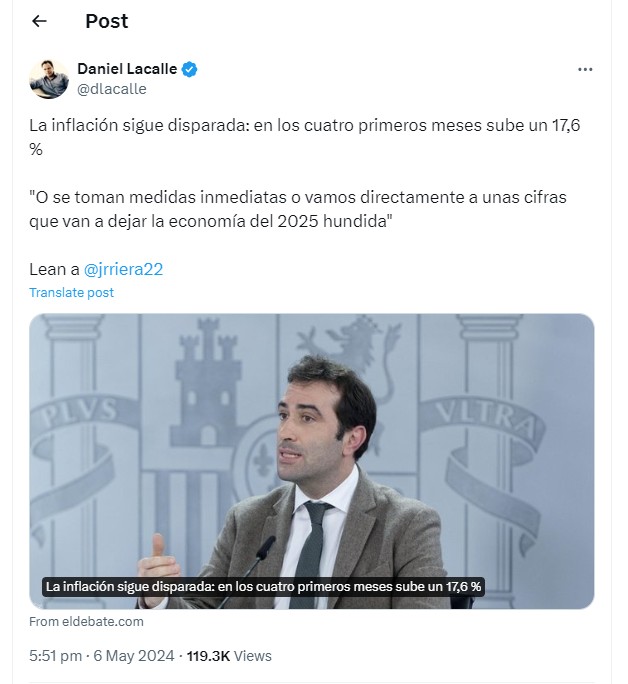 Post
Daniel Lacalle
@dlacalle
La inflación sigue disparada: en los cuatro primeros meses sube un 17,6
%
"O se toman medidas inmediatas o vamos directamente a unas cifras
que van a dejar la economía del 2025 hundida"
Lean a @jrriera22
Translate post
PLVS
VLTRA
La inflación sigue disparada: en los cuatro primeros meses sube un 17,6 %
From eldebate.com
5:51 pm · 6 May 2024 · 119.3K Views